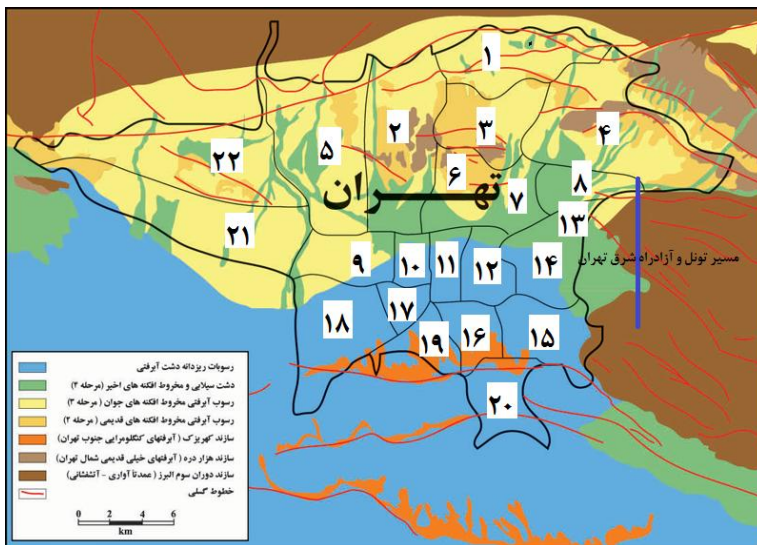 ۱
۲
۳
۴
۵
۲۲
۶
۸
تهران
۷
۱۳
۲۱
مسیر تونل و آزادراه شرق تهران
۹
۱۰
۱۱
۱۲
۱۴
۱۷
۱۸
۱۹
۱۶
۱۵
۲۰
رسوبات ریزدانه دشت آبرفتی
دشت سیلابی و مخروط افکنه های اخیر (مرحله ۴)
رسوب آبرفتی مخروط افکنه های جوان ( مرحله ۳)
رسوب آبرفتی مخروط افکنه های قدیمی (مرحله ۲)
سازند کهریزک ( آبرفتهای کنگلومرایی جنوب تهران)
سازند هزار دره ( آبرفتهای خیلی قدیمی شمال تهران)
سازند دوران سوم البرز ( عمدتاً آواری - آتشفشانی)
خطوط گسلی
0 2 4 6
km